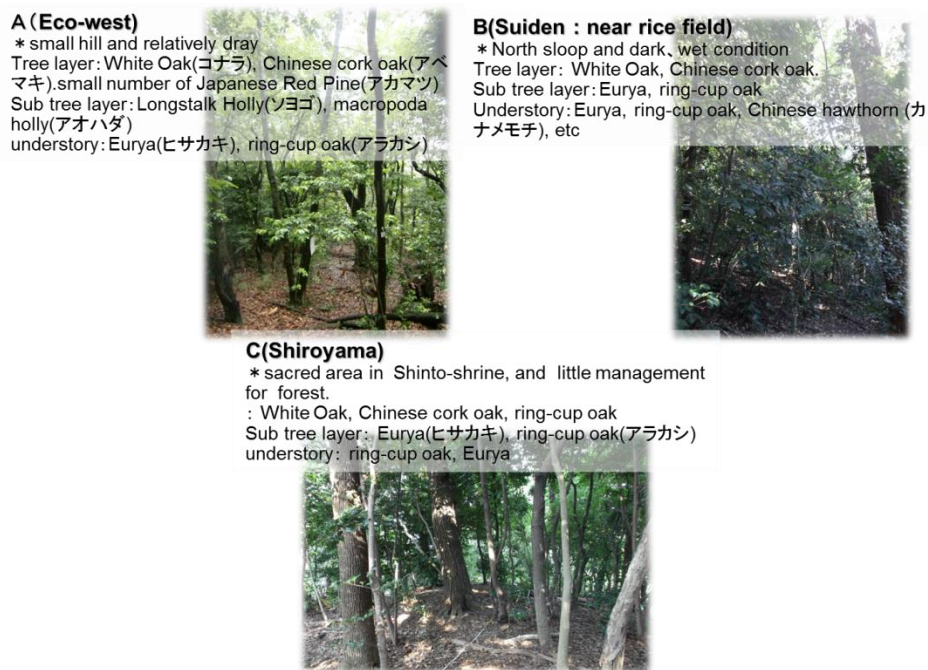 A（Eco-west)
＊small hill and relatively dray
Tree layer：White Oak(コナラ), Chinese cork oak(アベ
マキ).small number of Japanese Red Pine(アカマツ)
Sub tree layer：Longstalk Holly(ソヨゴ), macropoda
holly(アオハダ)
understory：Eurya(ヒサカキ), ring-cup oak(アラカシ)
B(Suiden：near rice field)
＊North sloop and dark、wet condition
Tree layer： White Oak, Chinese cork oak.
Sub tree layer：Eurya, ring-cup oak
Understory：Eurya, ring-cup oak, Chinese hawthorn (カ
ナメモチ), etc
C(Shiroyama)
＊sacred area in Shinto-shrine, and little management
for forest.
：White Oak, Chinese cork oak, ring-cup oak
Sub tree layer： Eurya(ヒサカキ), ring-cup oak(アラカシ)
understory： ring-cup oak, Eurya